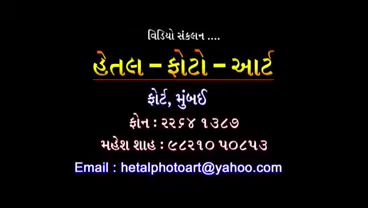 વિડિયો સંકલન ....
હેતલ – ફોટો – આર્ટ
ફોર્ટ, મુંબઈ
ફોન : ૨૨૬૪ ૧૩૮૭
મહેશ શાહ : ૯૮૨૧૦ ૫૦૮૫૩
Email : hetalphotoart@yahoo.com